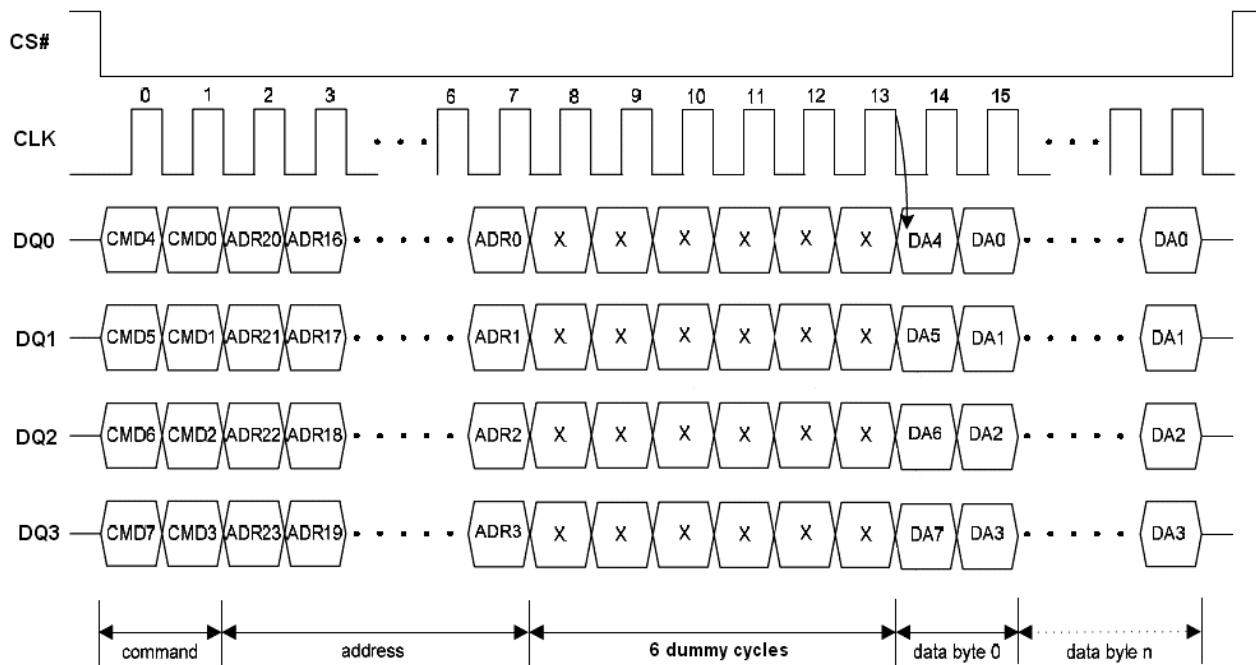 CS#
0 1 2 3 6 7 8 9 10 11 12 13 14 15
CLK
DQ0 CMD4 CMD0 ADR20 ADR16 ADR0 X X X X X X DA4 DA0 DA0
DQ1 CMD5 CMD1 ADR21 ADR17 ADR1 X X X X X X DA5 DA1 DA1
DQ2 CMD6 CMD2 ADR22 ADR18 ADR2 X X X X X X DA6 DA2 DA2
DQ3 CMD7 CMD3 ADR23 ADR19 ADR3 X X X X X X DA7 DA3 DA3
command address 6 dummy cycles data byte 0 data byte n